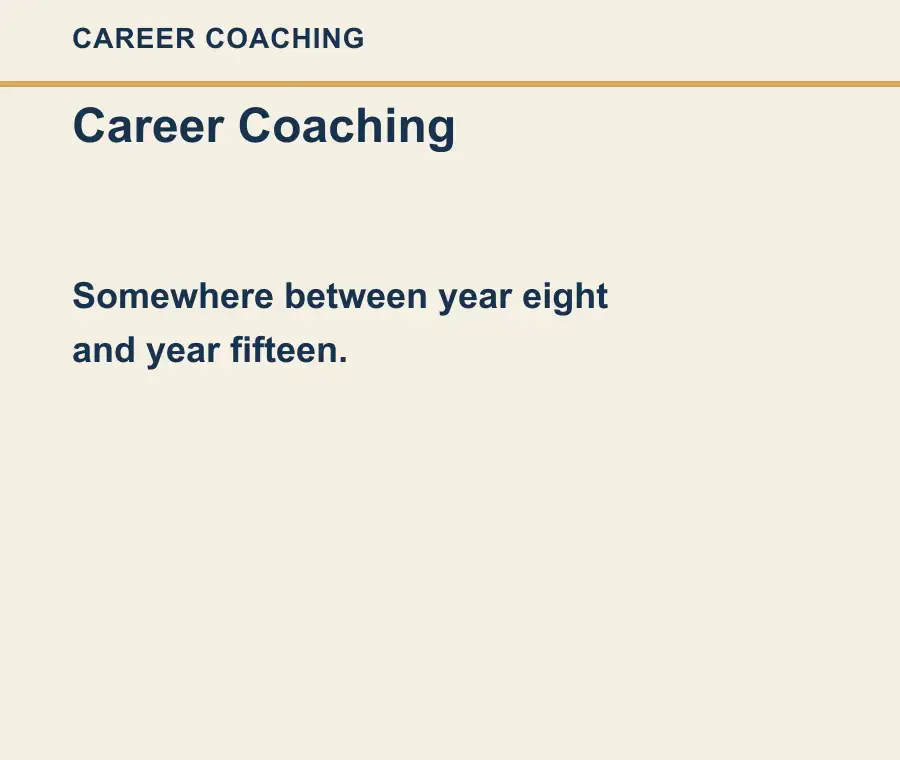 CAREER COACHING
Career Coaching
Somewhere between year eight
and year fifteen.